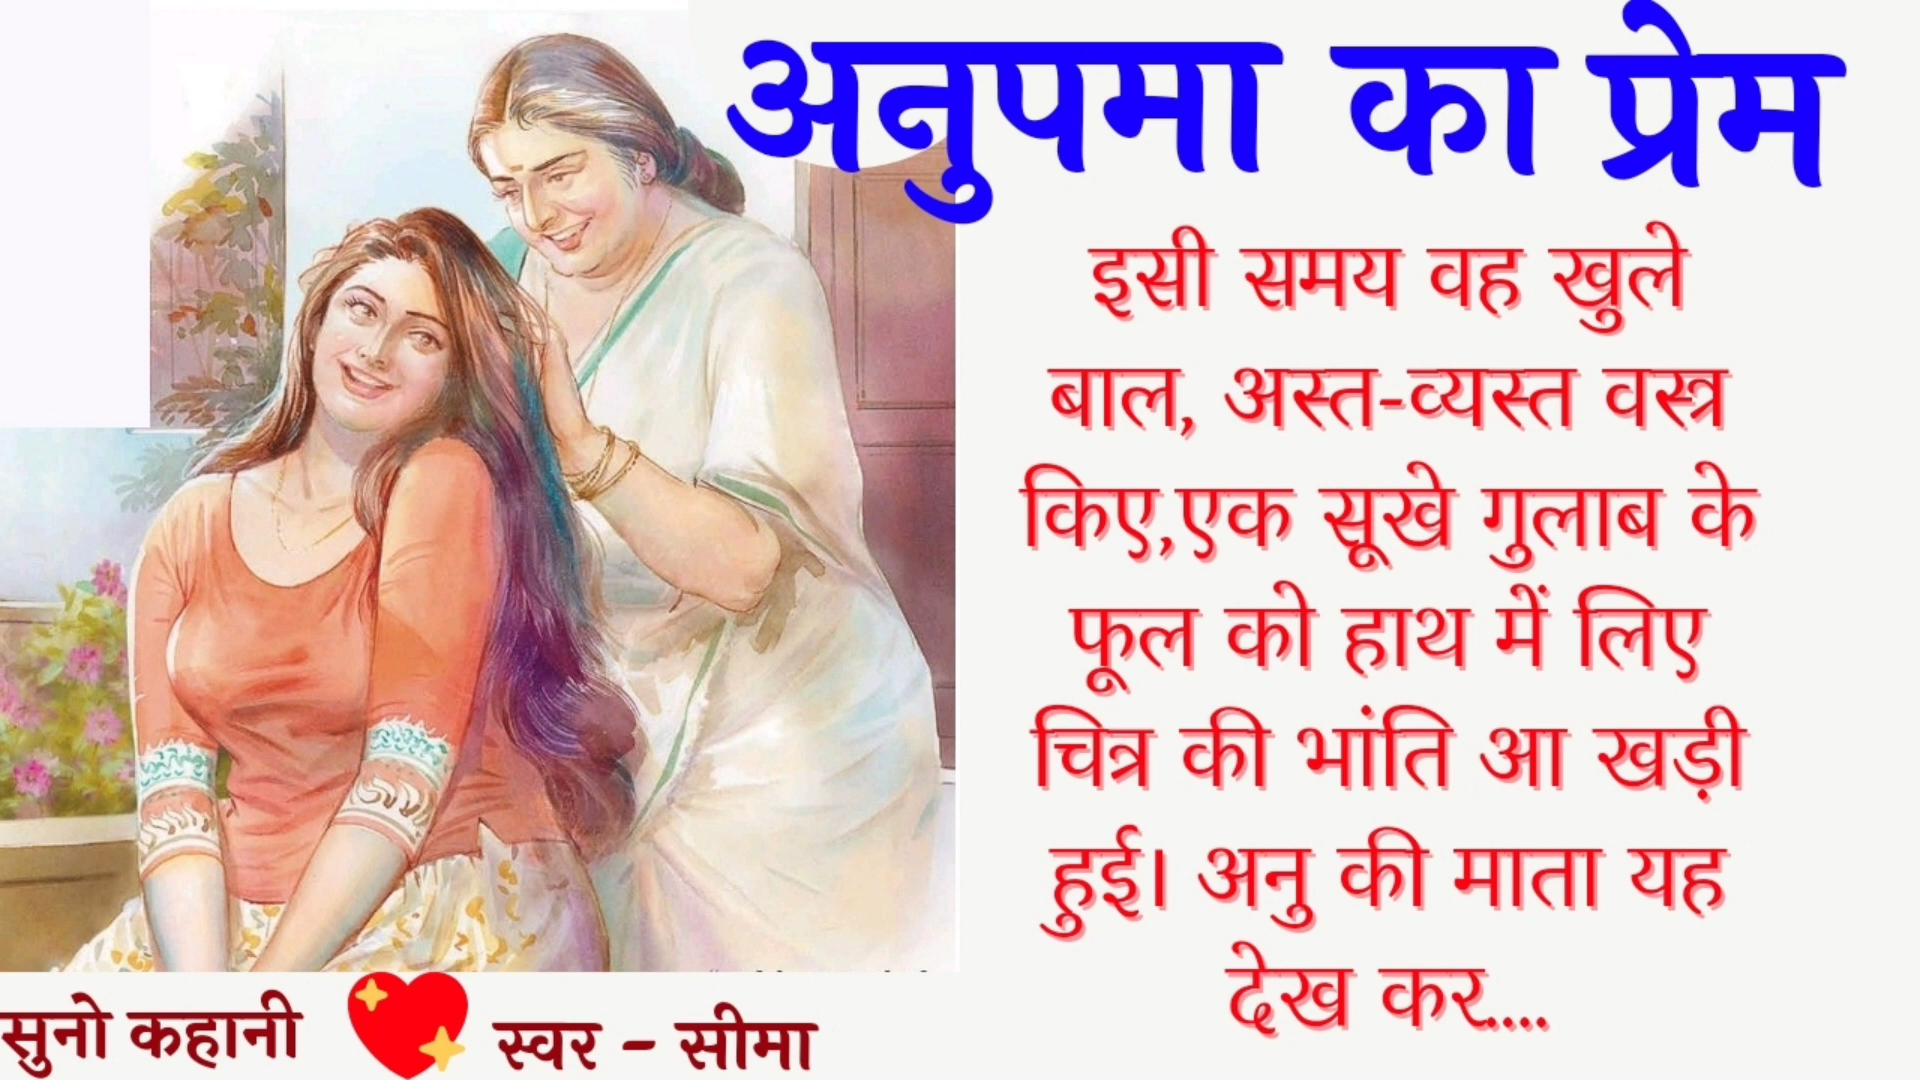 अनुपमा का प्रेम
इसी समय वह खुले
बाल, अस्त-व्यस्त वस्त्र
किए,एक सूखे गुलाब के
फूल को हाथ में लिए
चित्र की भांति आ खड़ी
हुई। अनु की माता यह
देख कर....
सुनो कहानी
स्वर - सीमा